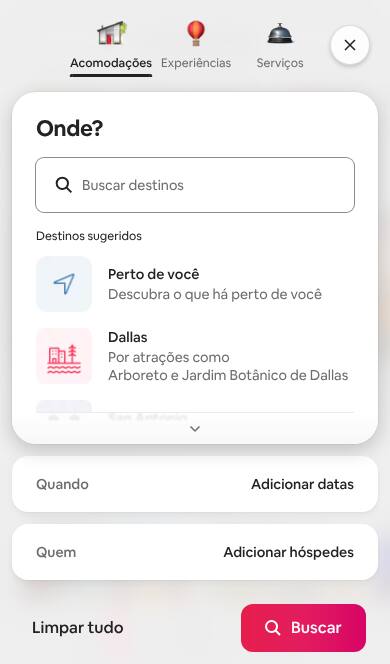 Acomodações
Experiências
Serviços
Onde?
Buscar destinos
Destinos sugeridos
Perto de você
Descubra o que há perto de você
Dallas
Por atrações como
Arboreto e Jardim Botânico de Dallas
Quando
Adicionar datas
Quem
Adicionar hóspedes
Limpar tudo
Buscar